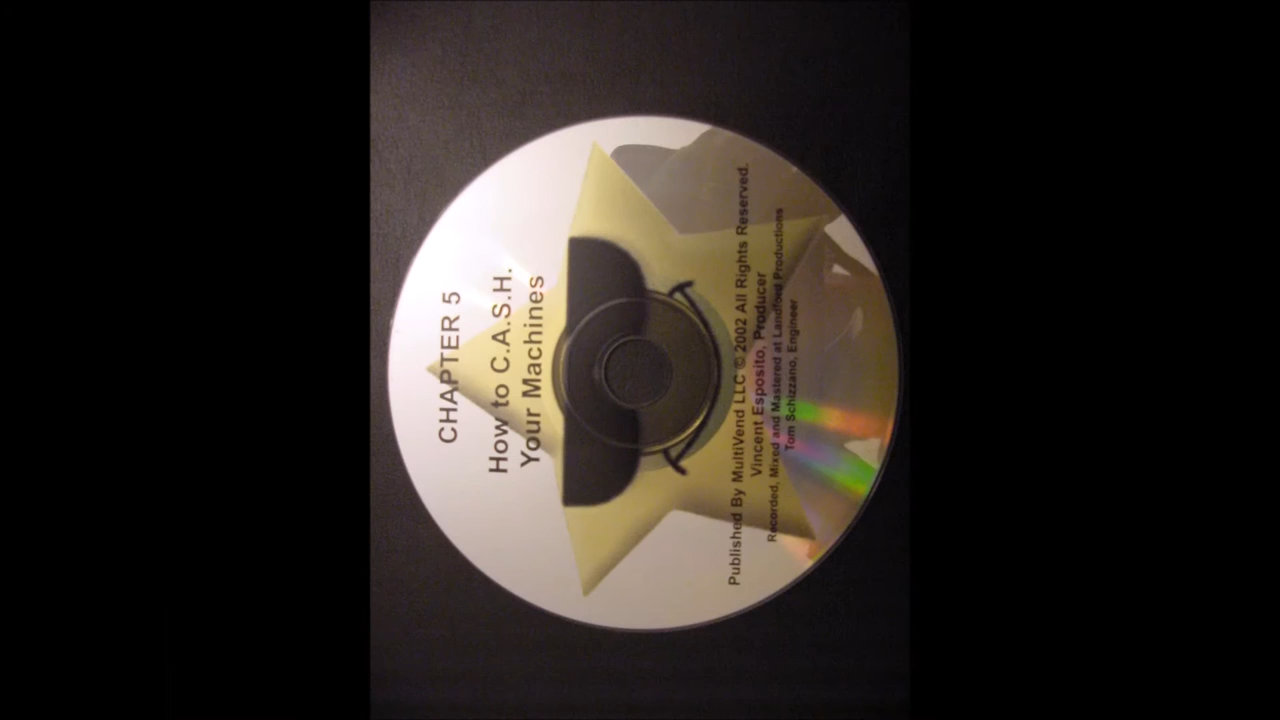 CHAPTER 5
How to C.A.S.H.
Your Machines
Published By MultiVend LLC © 2002 All Rights Reserved.
Vincent Esposito, Producer
Recorded, Mixed and Mastered at Landford Productions
Tom Schizzano, Engineer